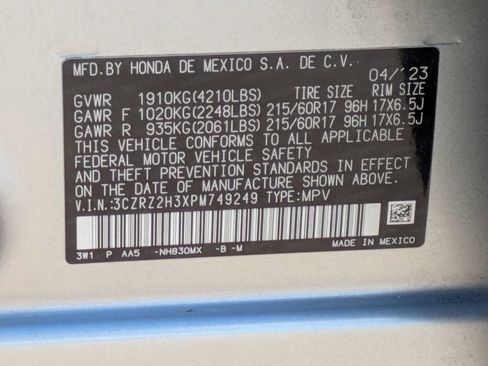 MFD.BY HONDA DE MEXICO S.A. DE C.V.
04/'23
GVWR 1910KG(4210LBS) TIRE SIZE RIM SIZE
GAWR F 1020KG(2248LBS) 215/60R17 96H 17X6.5J
GAWR R 935KG(2061LBS) 215/60R17 96H 17X6.5J
THIS VEHICLE CONFORMS TO ALL APPLICABLE
FEDERAL MOTOR VEHICLE SAFETY
AND THEFT PREVENTION STANDARDS IN EFFECT
ON THE DATE OF MANUFACTURE SHOWN ABOVE.
V.I.N.:3CZRZ2H3XPM749249 TYPE:MPV
3W1 P AA5 -NH830MX -B -M MADE IN MEXICO